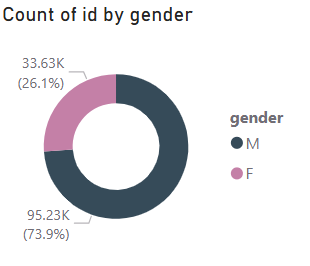 Count of id by gender
33.63K
(26.1%)
gender
M
F
95.23K
(73.9%)